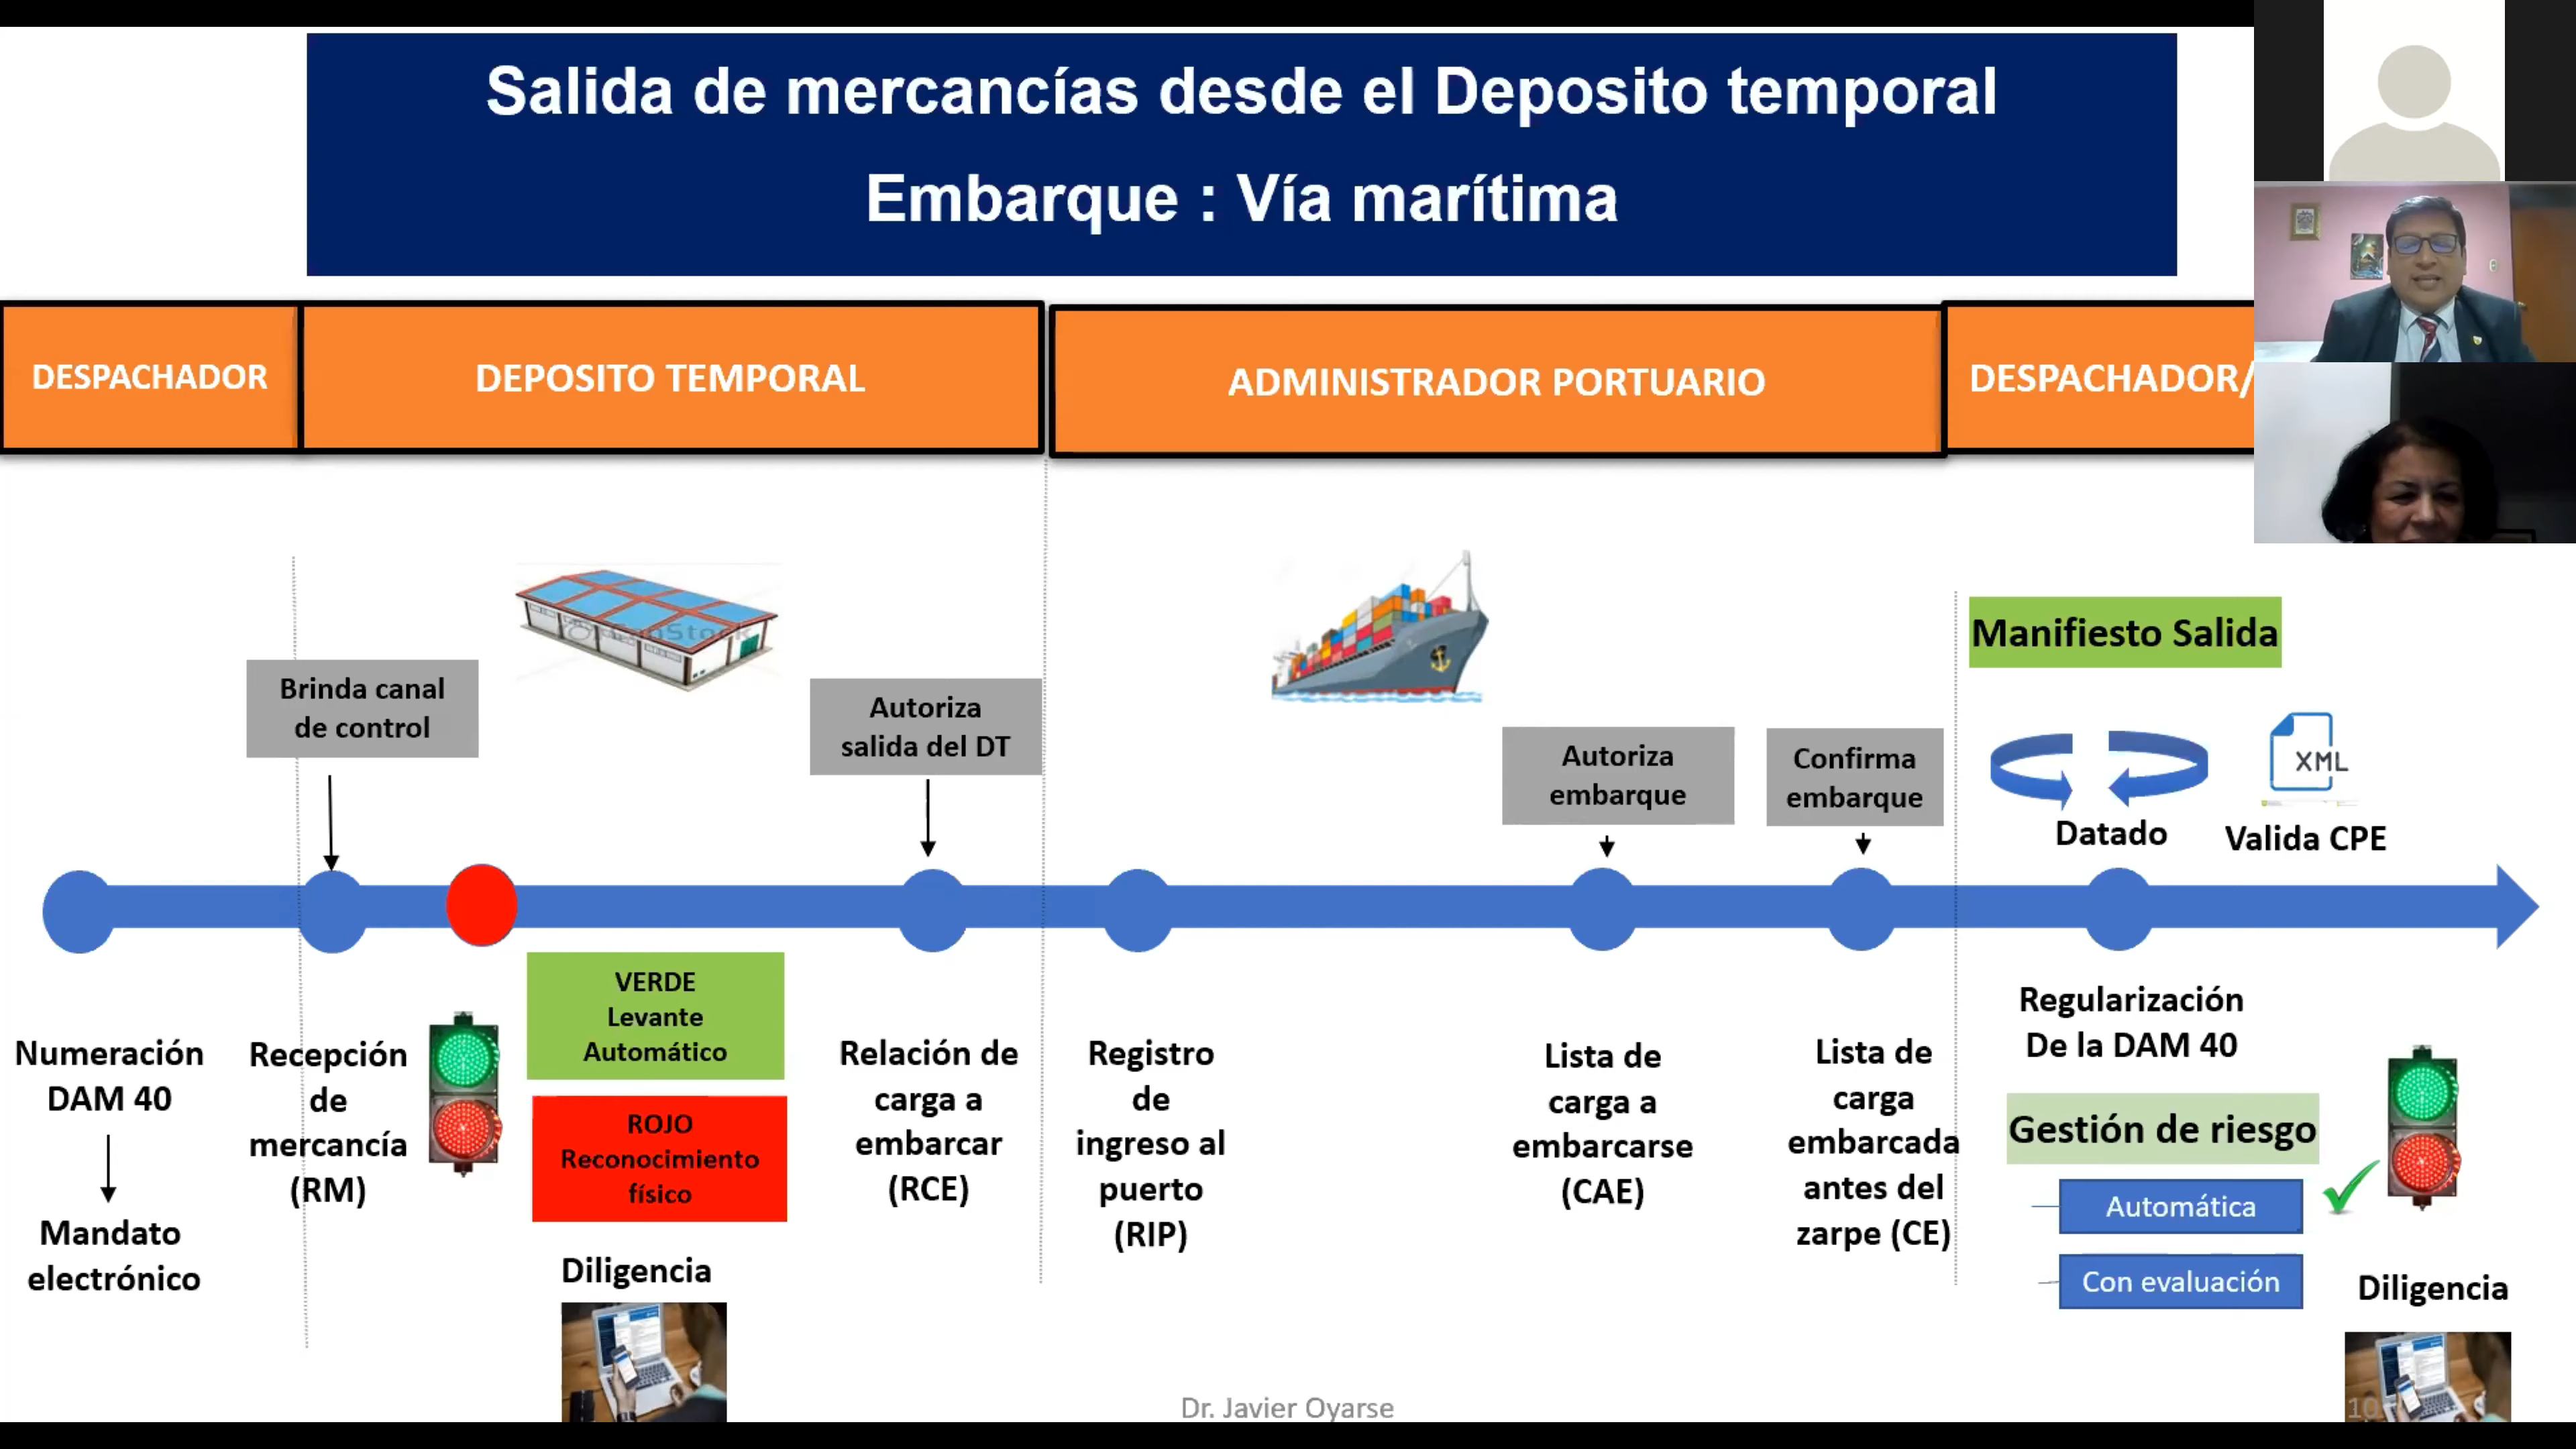 Salida de mercancías desde el Deposito temporal
Embarque : Vía marítima
DESPACHADOR
DEPOSITO TEMPORAL
ADMINISTRADOR PORTUARIO
DESPACHADOR/
Manifiesto Salida
Brinda canal
de control
Autoriza
salida del DT
Autoriza
embarque
Confirma
embarque
XML
Datado
Valida CPE
Numeración
DAM 40
Mandato
electrónico
Recepción
de
mercancía
(RM)
VERDE
Levante
Automático
ROJO
Reconocimiento
físico
Diligencia
Relación de
carga a
embarcar
(RCE)
Registro
de
ingreso al
puerto
(RIP)
Lista de
carga a
embarcarse
(CAE)
Lista de
carga
embarcada
antes del
zarpe (CE)
Regularización
De la DAM 40
Gestión de riesgo
Automática
Con evaluación
Diligencia
Dr. Javier Oyarse
10